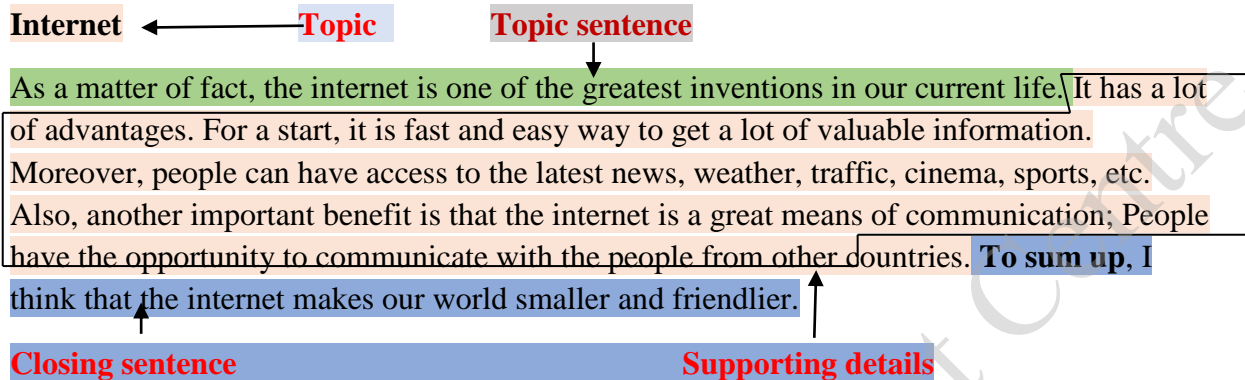 Internet Topic Topic sentence
As a matter of fact, the internet is one of the greatest inventions in our current life. It has a lot
of advantages. For a start, it is fast and easy way to get a lot of valuable information.
Moreover, people can have access to the latest news, weather, traffic, cinema, sports, etc.
Also, another important benefit is that the internet is a great means of communication; People
have the opportunity to communicate with the people from other countries. To sum up, I
think that the internet makes our world smaller and friendlier.
Closing sentence Supporting details
Centre